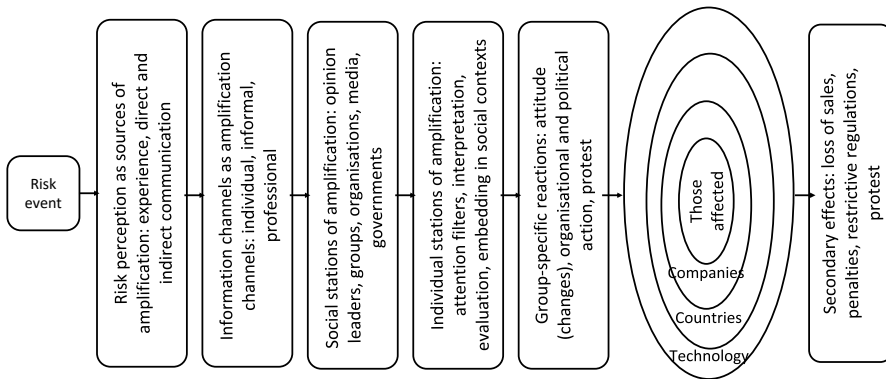 Risk
event
Risk perception as sources of
amplification: experience, direct and
indirect communication
Information channels as amplification
channels: individual, informal,
professional
Social stations of amplification: opinion
leaders, groups, organisations, media,
governments
Individual stations of amplification:
attention filters, interpretation,
evaluation, embedding in social contexts
Group-specific reactions: attitude
(changes), organisational and political
action, protest
Those
affected
Companies
Countries
Technology
Secondary effects: loss of sales,
penalties, restrictive regulations,
protest